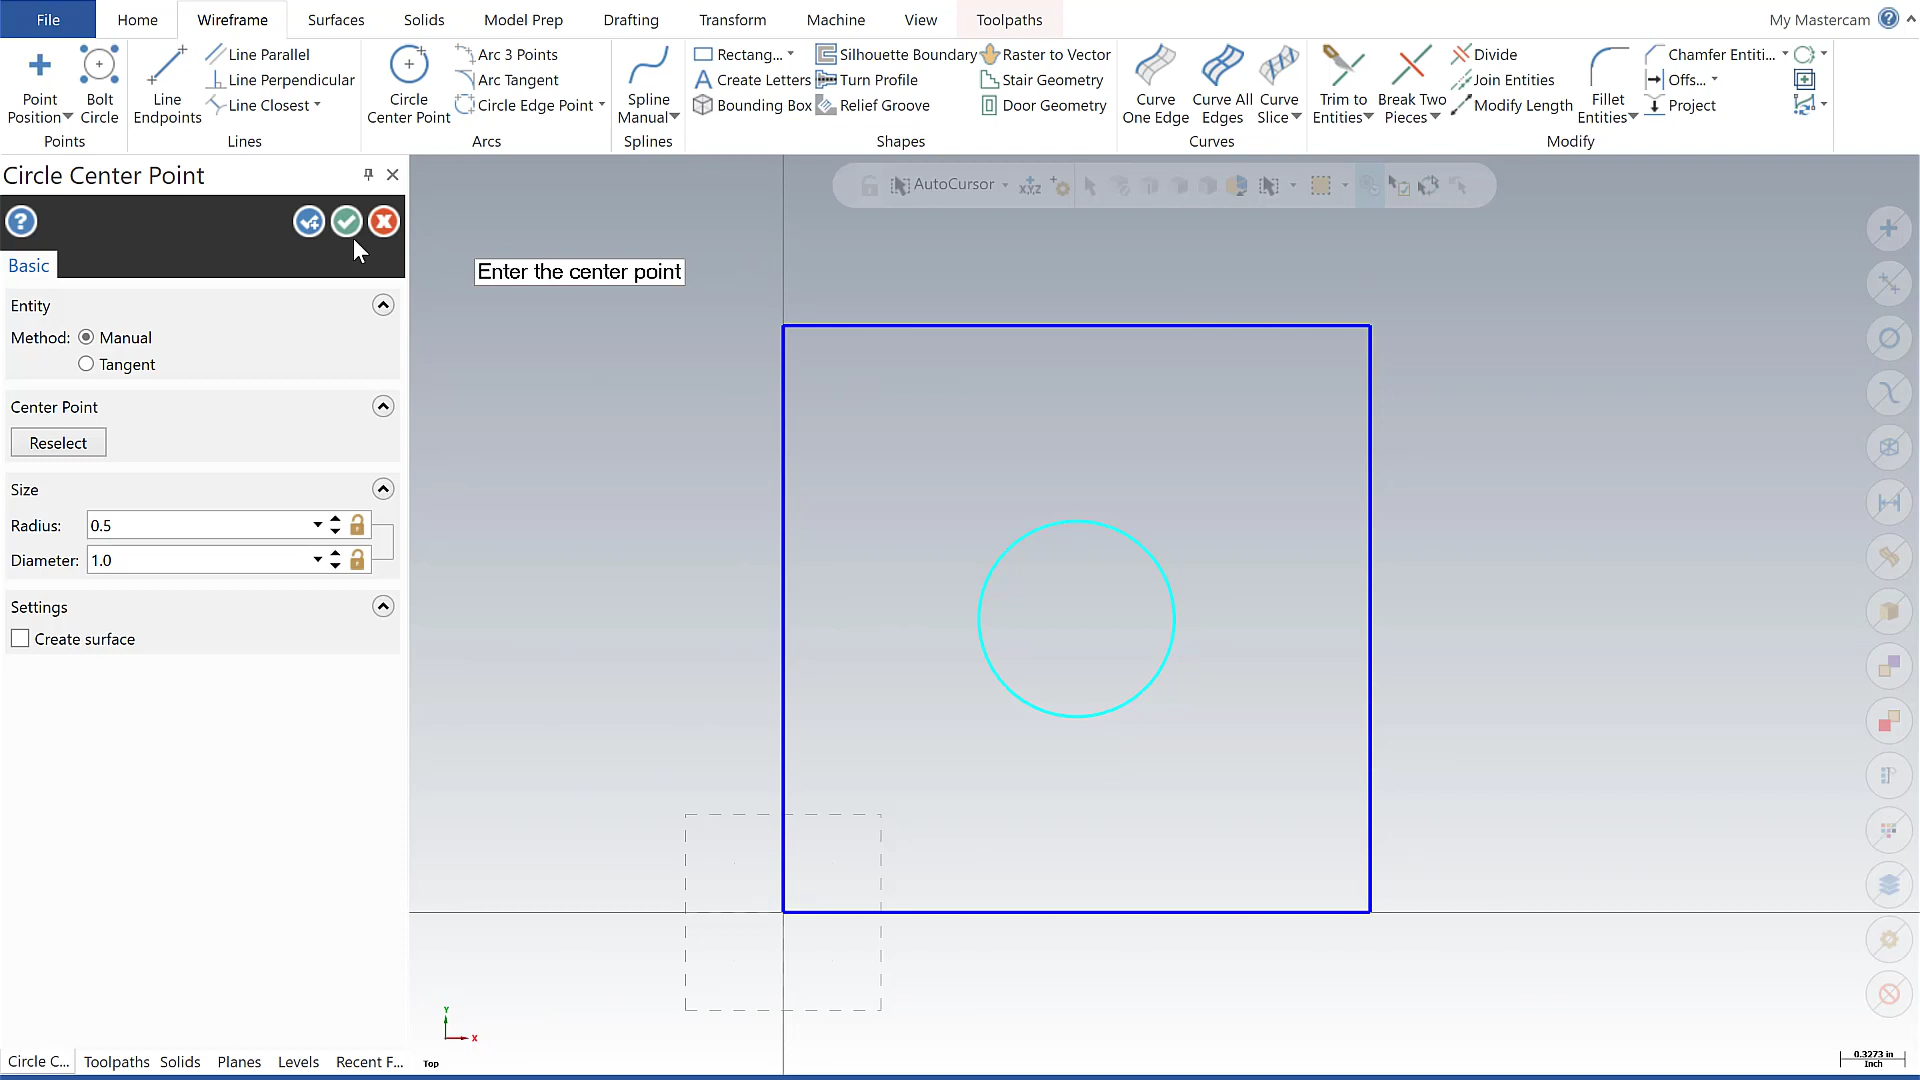 File Home Wireframe Surfaces Solids Model Prep Drafting Transform Machine View Toolpaths My Mastercam
Point Position
Bolt Circle
Points
Line Endpoints
Line Parallel
Line Perpendicular
Line Closest
Lines
Circle Center Point
Arc 3 Points
Arc Tangent
Circle Edge Point
Arcs
Spline Manual
Splines
Rectang...
Create Letters
Bounding Box
Silhouette Boundary
Turn Profile
Relief Groove
Raster to Vector
Stair Geometry
Door Geometry
Shapes
Curve One Edge
Curve All Edges
Curve Slice
Curves
Trim to Entities
Break Two Pieces
Divide
Join Entities
Modify Length
Fillet Entities
Chamfer Entiti...
Offs...
Project
Modify
Circle Center Point
Basic
Entity
Method: Manual
Tangent
Center Point
Reselect
Size
Radius: 0.5
Diameter: 1.0
Settings
Create surface
AutoCursor
XYZ
Enter the center point
Y
X
Top
0.3273 in
Inch
Circle C... Toolpaths Solids Planes Levels Recent F...